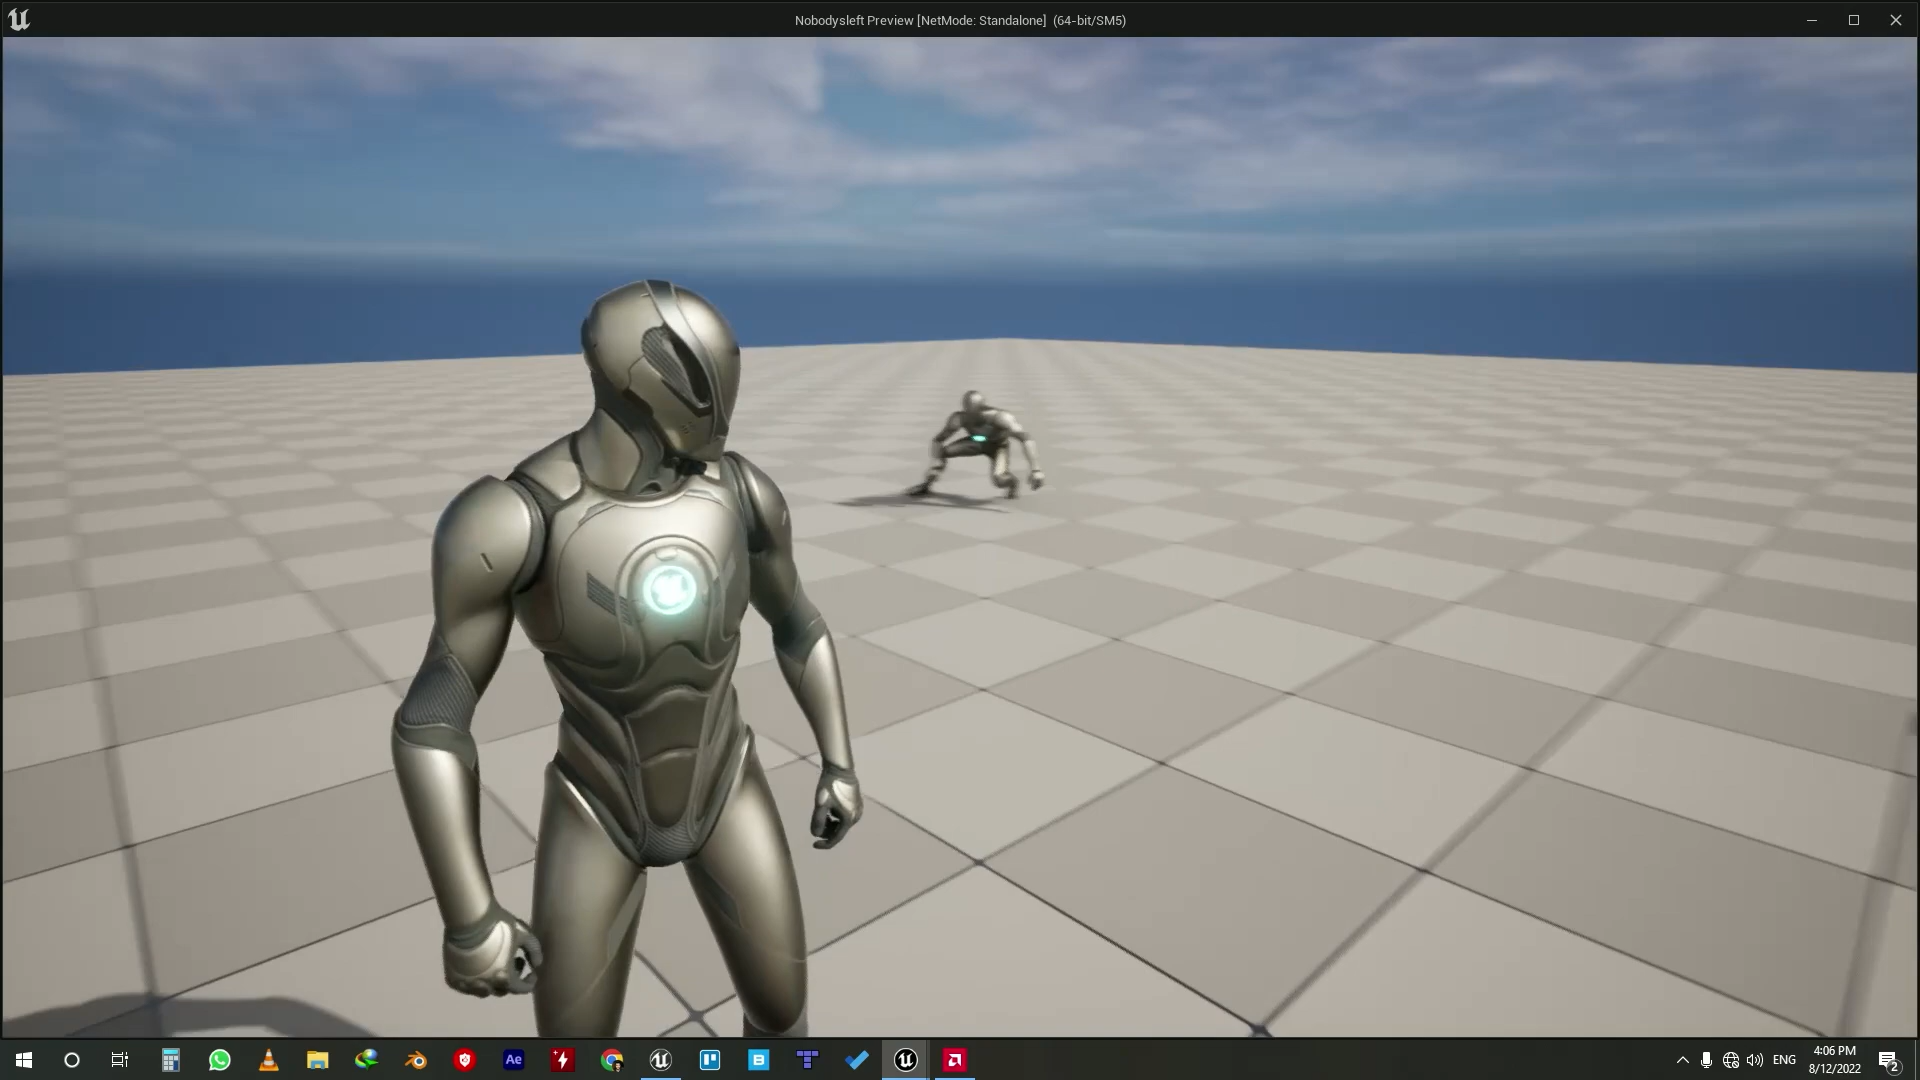 Nobodysleft Preview [NetMode: Standalone] (64-bit/SM5)
Ae
B
ENG
4:06 PM
8/12/2022
2